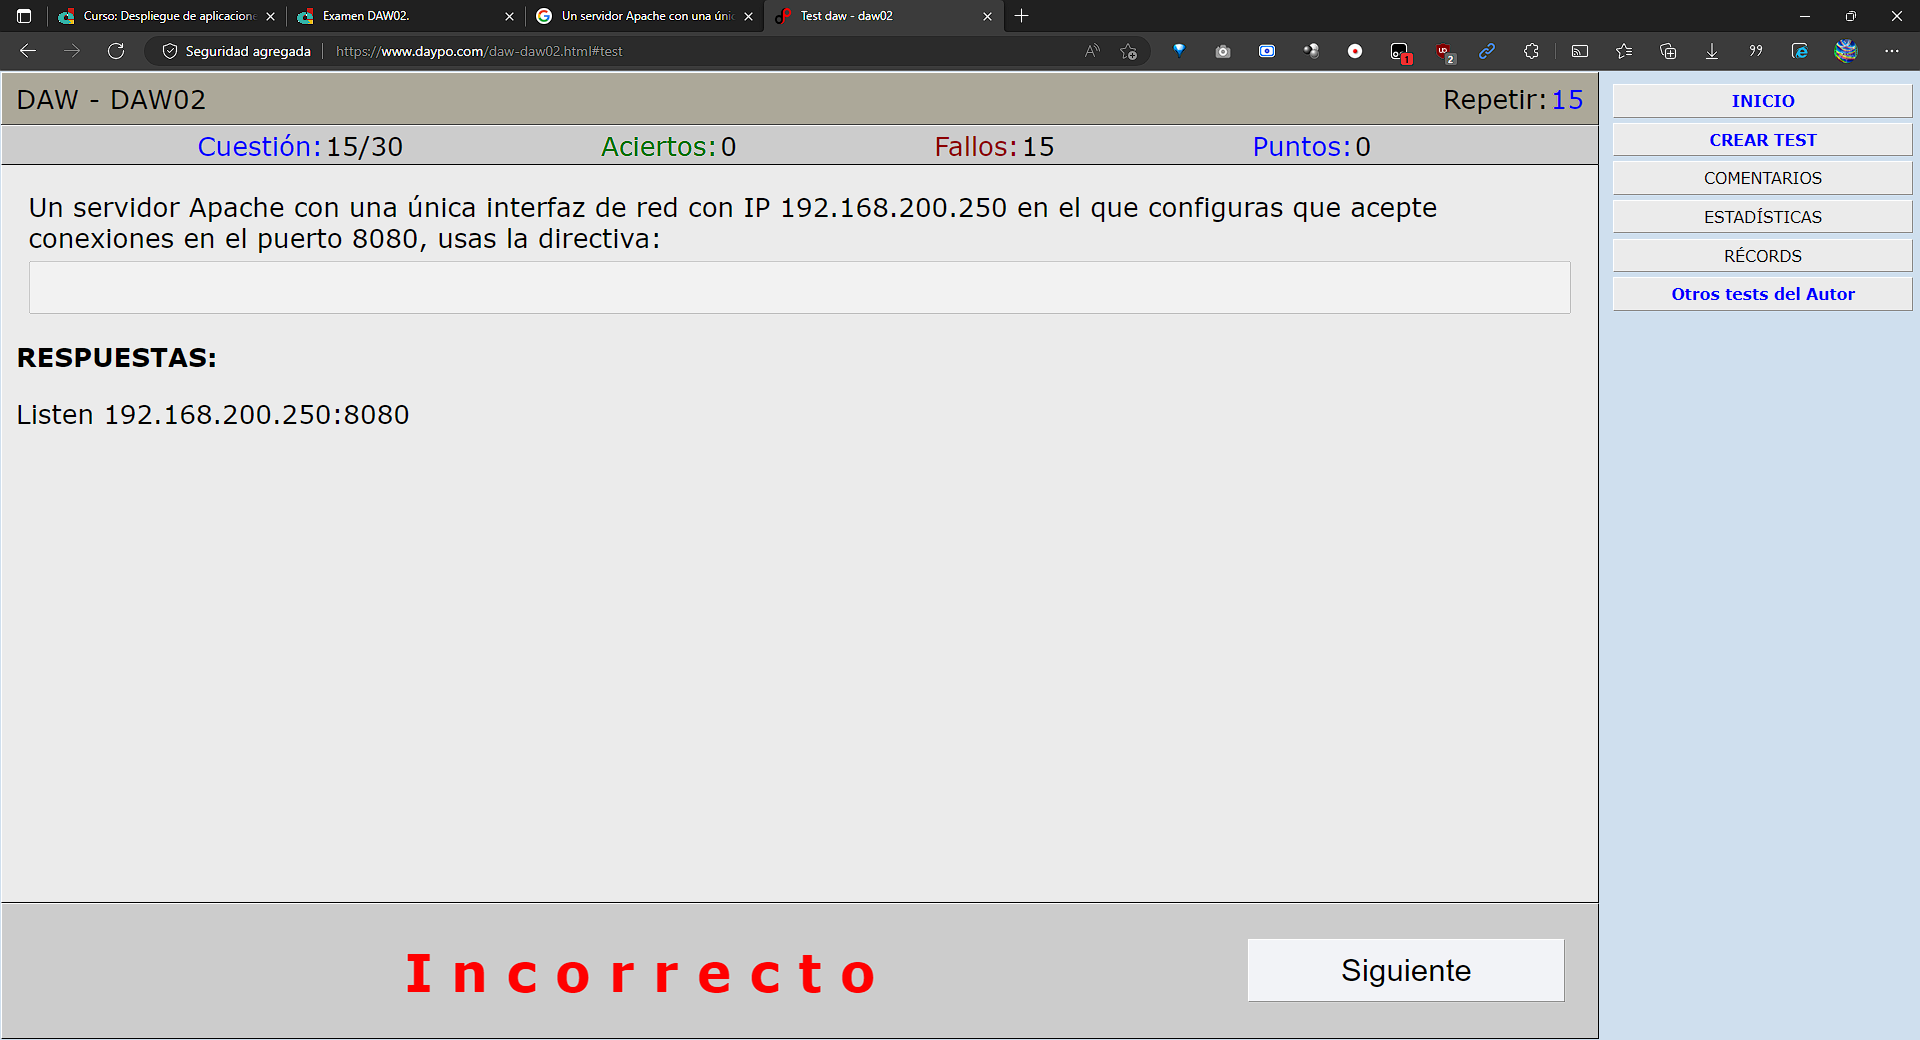 Curso: Despliegue de aplicacione
Examen DAW02.
Un servidor Apache con una únic
Test daw - daw02
Seguridad agregada
https://www.daypo.com/daw-daw02.html#test
1
2
DAW - DAW02
Repetir: 15
Cuestión: 15/30
Aciertos: 0
Fallos: 15
Puntos: 0
Un servidor Apache con una única interfaz de red con IP 192.168.200.250 en el que configuras que acepte
conexiones en el puerto 8080, usas la directiva:
RESPUESTAS:
Listen 192.168.200.250:8080
Incorrecto
Siguiente
INICIO
CREAR TEST
COMENTARIOS
ESTADÍSTICAS
RÉCORDS
Otros tests del Autor